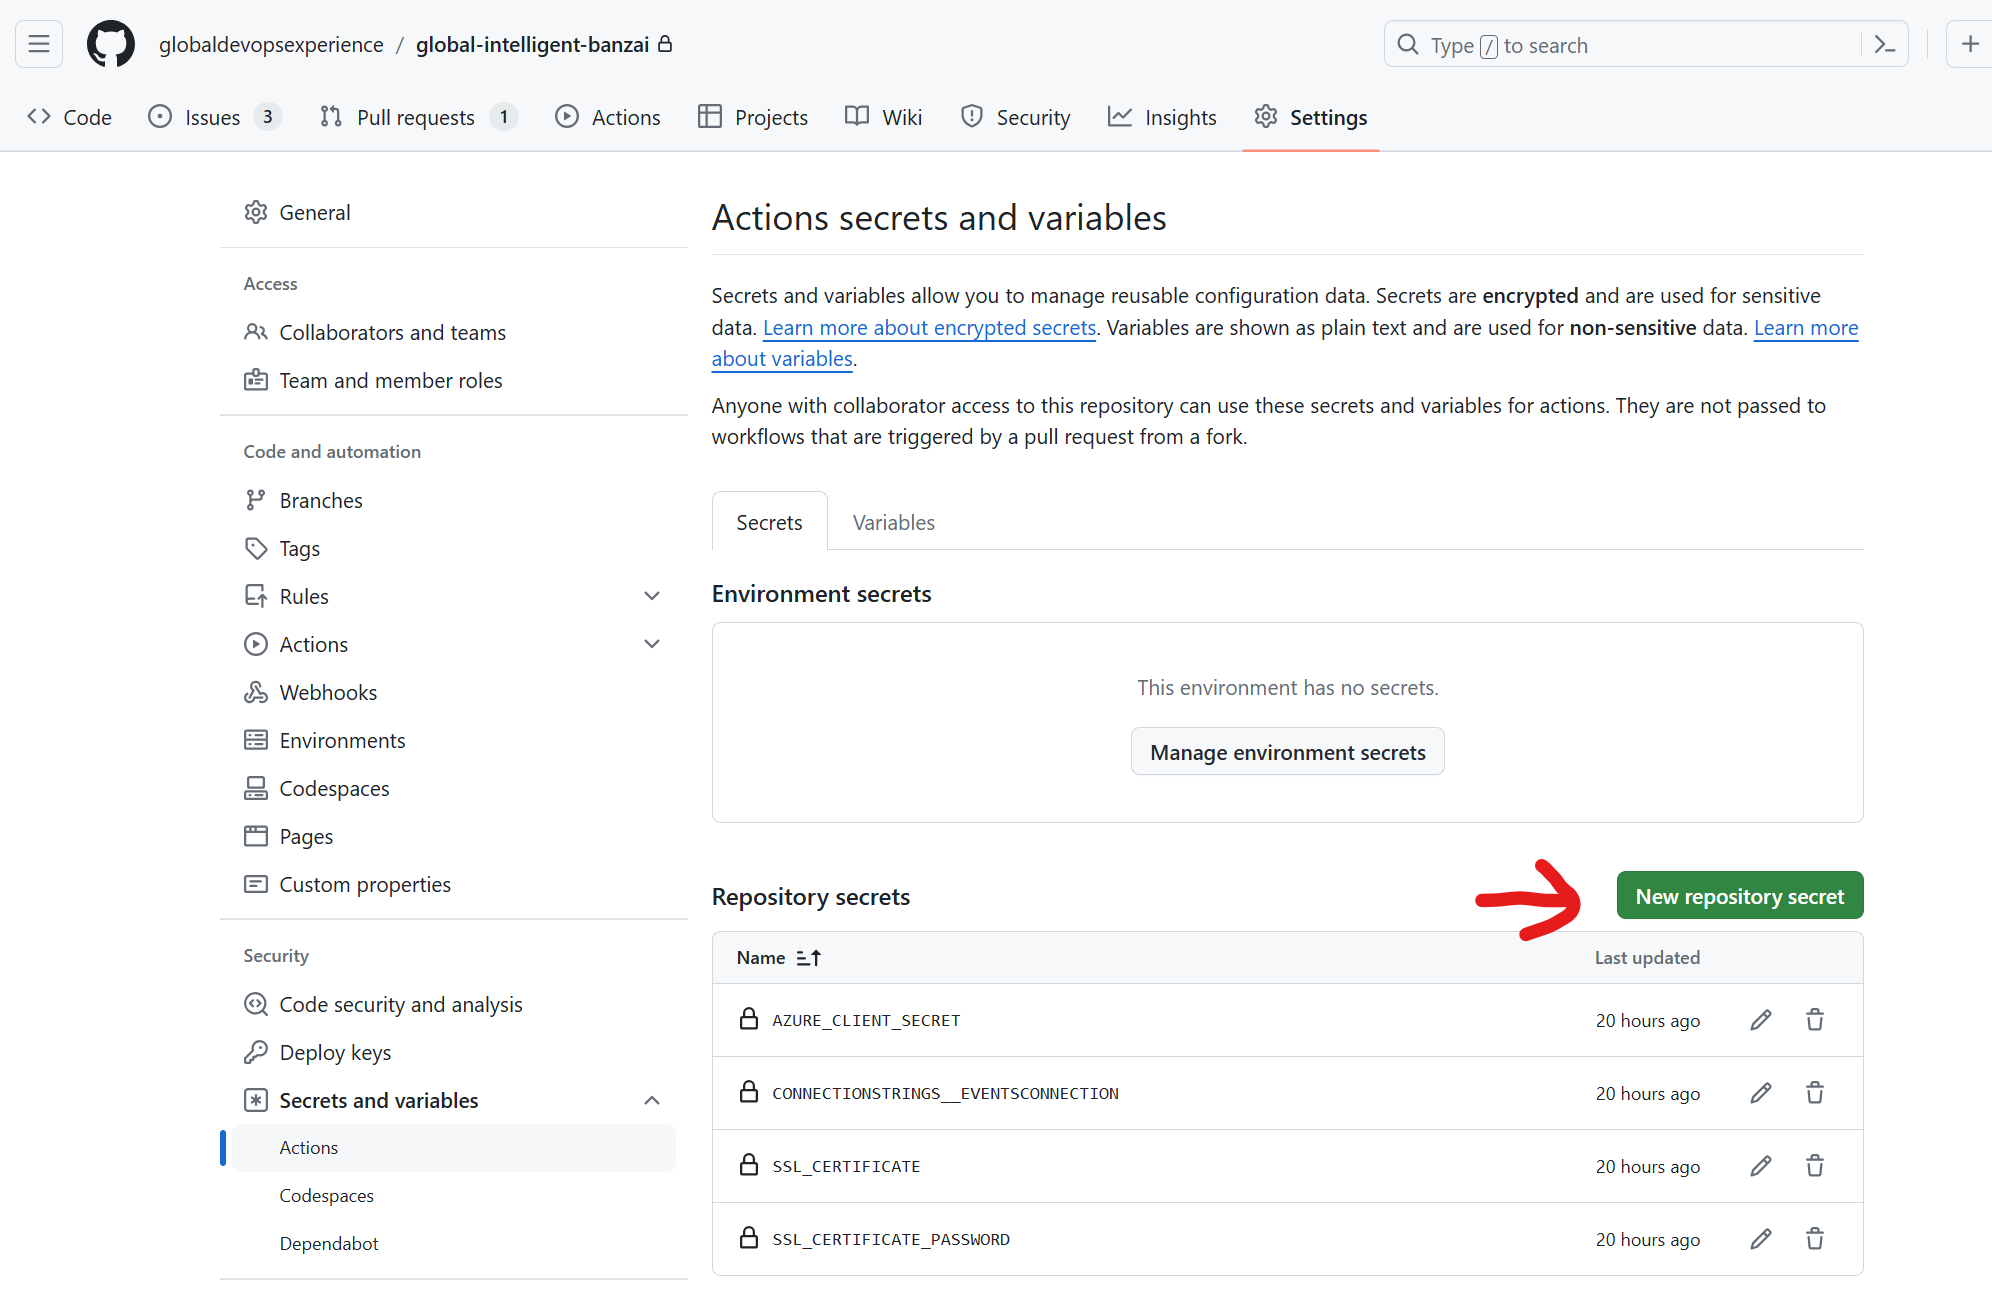 globaldevopsexperience / global-intelligent-banzai
Type / to search
Code
Issues 3
Pull requests 1
Actions
Projects
Wiki
Security
Insights
Settings
General
Access
Collaborators and teams
Team and member roles
Code and automation
Branches
Tags
Rules
Actions
Webhooks
Environments
Codespaces
Pages
Custom properties
Security
Code security and analysis
Deploy keys
Secrets and variables
Actions
Codespaces
Dependabot
Actions secrets and variables
Secrets and variables allow you to manage reusable configuration data. Secrets are encrypted and are used for sensitive
data. Learn more about encrypted secrets. Variables are shown as plain text and are used for non-sensitive data. Learn more
about variables.
Anyone with collaborator access to this repository can use these secrets and variables for actions. They are not passed to
workflows that are triggered by a pull request from a fork.
Secrets
Variables
Environment secrets
This environment has no secrets.
Manage environment secrets
Repository secrets
New repository secret
Name
Last updated
AZURE_CLIENT_SECRET 20 hours ago
CONNECTIONSTRINGS__EVENTSCONNECTION 20 hours ago
SSL_CERTIFICATE 20 hours ago
SSL_CERTIFICATE_PASSWORD 20 hours ago